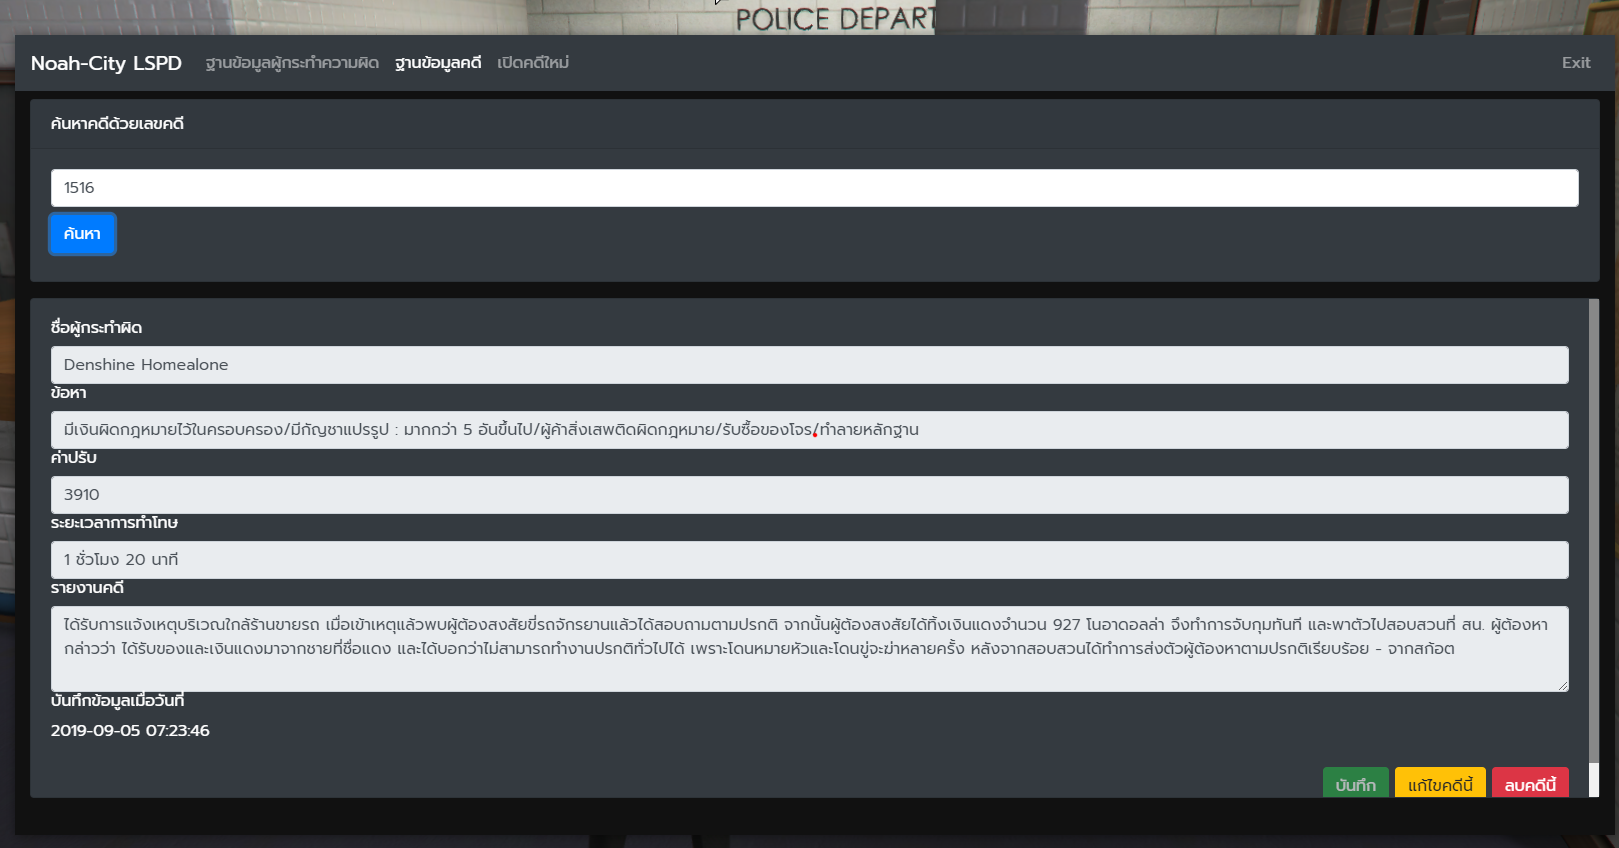 POLICE DEPART
Noah-City LSPD ฐานข้อมูลผู้กระทำความผิด ฐานข้อมูลคดี เปิดคดีใหม่ Exit
ค้นหาคดีด้วยเลขคดี
1516
ค้นหา
ชื่อผู้กระทำผิด
Denshine Homealone
ข้อหา
มีเงินผิดกฎหมายไว้ในครอบครอง/มีกัญชาแปรรูป : มากกว่า 5 อันขึ้นไป/ผู้ค้าสิ่งเสพติดผิดกฎหมาย/รับซื้อของโจร/ทำลายหลักฐาน
ค่าปรับ
3910
ระยะเวลาการทำโทษ
1 ชั่วโมง 20 นาที
รายงานคดี
ได้รับการแจ้งเหตุบริเวณใกล้ร้านขายรถ เมื่อเข้าเหตุแล้วพบผู้ต้องสงสัยขี่รถจักรยานแล้วได้สอบถามตามปรกติ จากนั้นผู้ต้องสงสัยได้ทิ้งเงินแดงจำนวน 927 โนอาดอลล่า จึงทำการจับกุมทันที และพาตัวไปสอบสวนที่ สน. ผู้ต้องหา
กล่าวว่า ได้รับของและเงินแดงมาจากชายที่ชื่อแดง และได้บอกว่าไม่สามารถทำงานปรกติทั่วไปได้ เพราะโดนหมายหัวและโดนขู่จะฆ่าหลายครั้ง หลังจากสอบสวนได้ทำการส่งตัวผู้ต้องหาตามปรกติเรียบร้อย - จากสก้อต
บันทึกข้อมูลเมื่อวันที่
2019-09-05 07:23:46
บันทึก แก้ไขคดีนี้ ลบคดีนี้